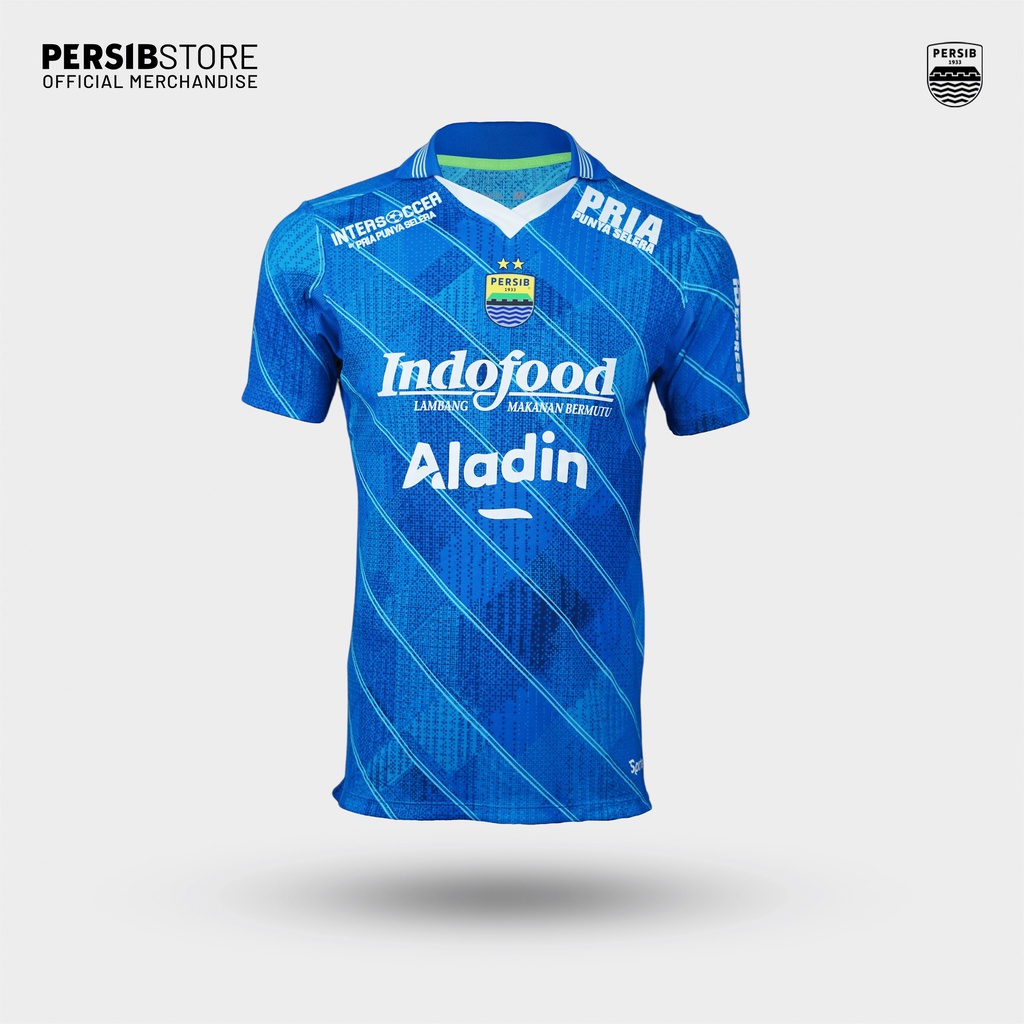 PERSIBSTORE
OFFICIAL MERCHANDISE
PERSIB
1933
INTERSOCCER
PRIA PUNYA SELERA
PRIA
PUNYA SELERA
PERSIB
1933
IDEXPRESS
Indofood
LAMBANG MAKANAN BERMUTU
Aladin